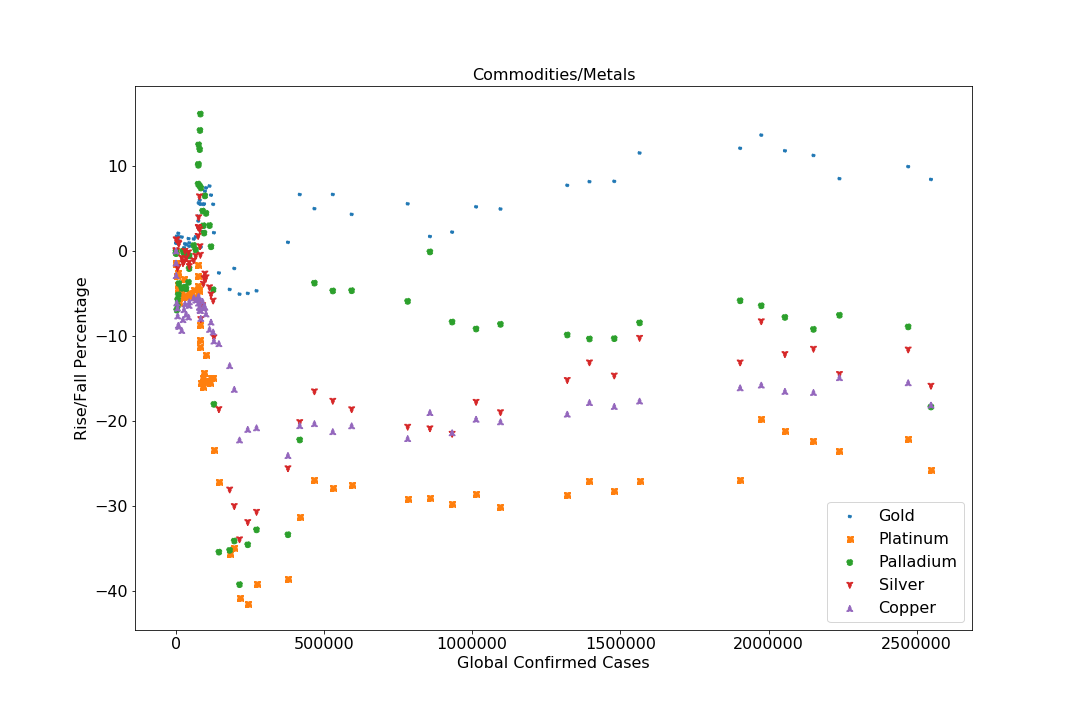 Commodities/Metals
Rise/Fall Percentage
10
0
−10
−20
−30
−40
Gold
Platinum
Palladium
Silver
Copper
0
500000
1000000
1500000
2000000
2500000
Global Confirmed Cases